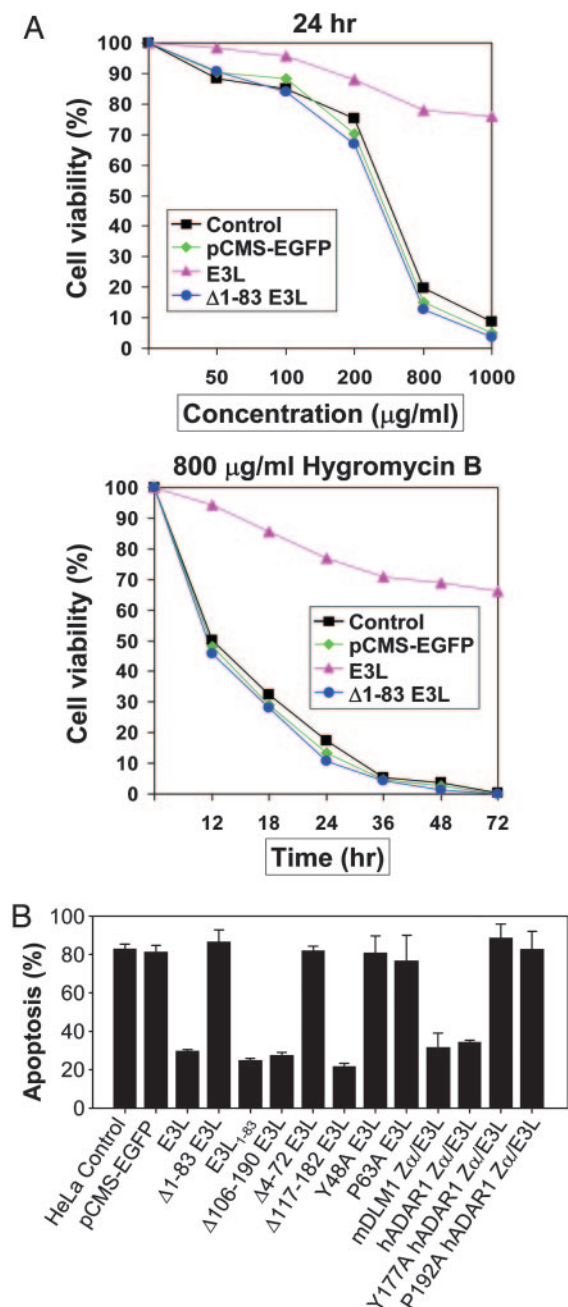 A
24 hr
100
90
80
70
60
50
40
30
20
10
0
Cell viability (%)
Control
pCMS-EGFP
E3L
Δ1-83 E3L
50 100 200 800 1000
Concentration (μg/ml)
800 μg/ml Hygromycin B
100
90
80
70
60
50
40
30
20
10
0
Cell viability (%)
Control
pCMS-EGFP
E3L
Δ1-83 E3L
12 18 24 36 48 72
Time (hr)
B
100
80
60
40
20
0
Apoptosis (%)
HeLa Control
pCMS-EGFP
E3L
Δ1-83 E3L
E3L1-83
Δ106-190 E3L
Δ4-72 E3L
Δ117-182 E3L
Y48A E3L
P63A E3L
mDLM1 Zα/E3L
hADAR1 Zα/E3L
Y177A hADAR1 Zα/E3L
P192A hADAR1 Zα/E3L